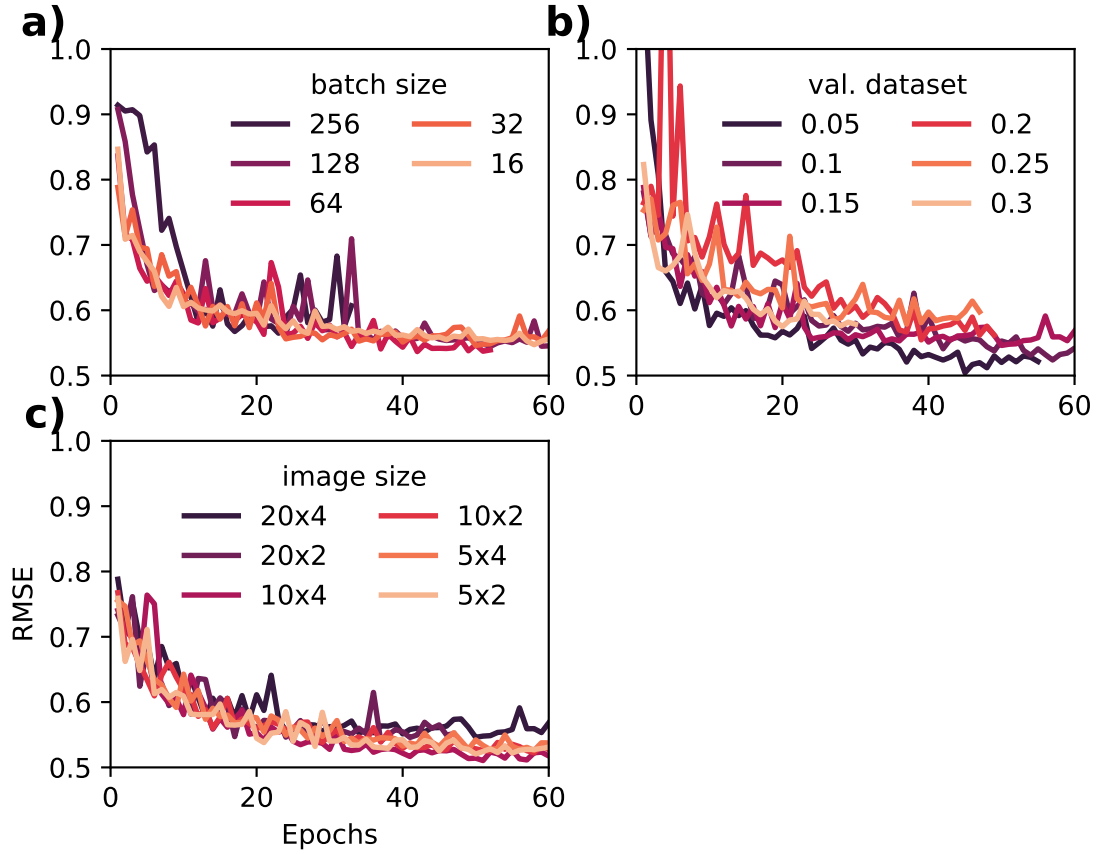 a)
1.0
0.9
0.8
0.7
0.6
0.5
0 20 40 60
batch size
256 32
128 16
64
b)
1.0
0.9
0.8
0.7
0.6
0.5
0 20 40 60
val. dataset
0.05 0.2
0.1 0.25
0.15 0.3
c)
1.0
0.9
0.8
0.7
0.6
0.5
0 20 40 60
image size
20x4 10x2
20x2 5x4
10x4 5x2
RMSE
Epochs